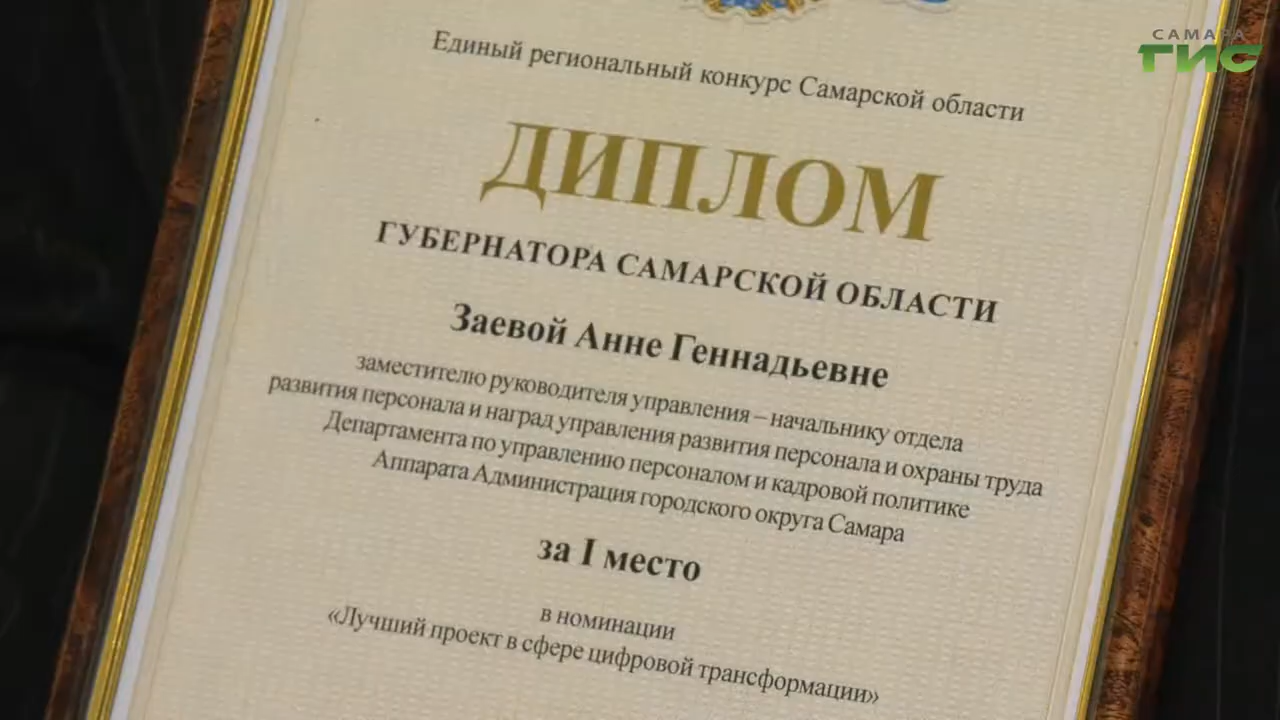 САМАРА
ГИС
Единый региональный конкурс Самарской области
ДИПЛОМ
ГУБЕРНАТОРА САМАРСКОЙ ОБЛАСТИ
Заевой Анне Геннадьевне
заместителю руководителя управления – начальнику отдела
развития персонала и наград управления развития персонала и охраны труда
Департамента по управлению персоналом и кадровой политике
Аппарата Администрация городского округа Самара
за I место
в номинации
«Лучший проект в сфере цифровой трансформации»